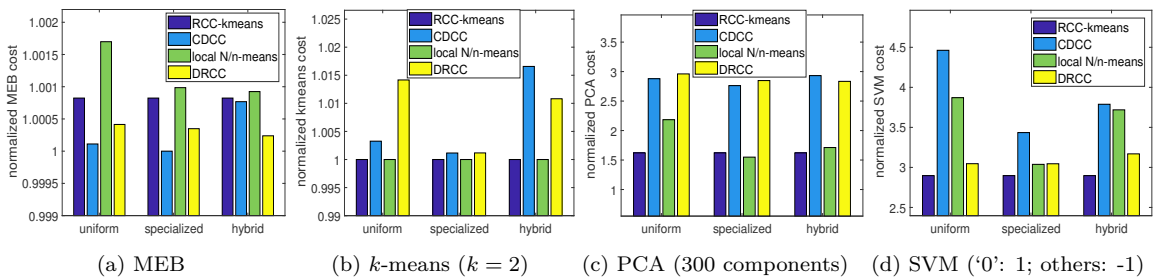 normalized MEB cost
1.002
1.0015
1.001
1.0005
1
0.9995
0.999
RCC-kmeans
CDCC
local N/n-means
DRCC
uniform specialized hybrid
(a) MEB
normalized kmeans cost
1.025
1.02
1.015
1.01
1.005
1
0.995
0.99
RCC-kmeans
CDCC
local N/n-means
DRCC
uniform specialized hybrid
(b) k-means (k = 2)
normalized PCA cost
3.5
3
2.5
2
1.5
1
RCC-kmeans
CDCC
local N/n-means
DRCC
uniform specialized hybrid
(c) PCA (300 components)
normalized SVM cost
4.5
4
3.5
3
2.5
RCC-kmeans
CDCC
local N/n-means
DRCC
uniform specialized hybrid
(d) SVM (‘0’: 1; others: -1)